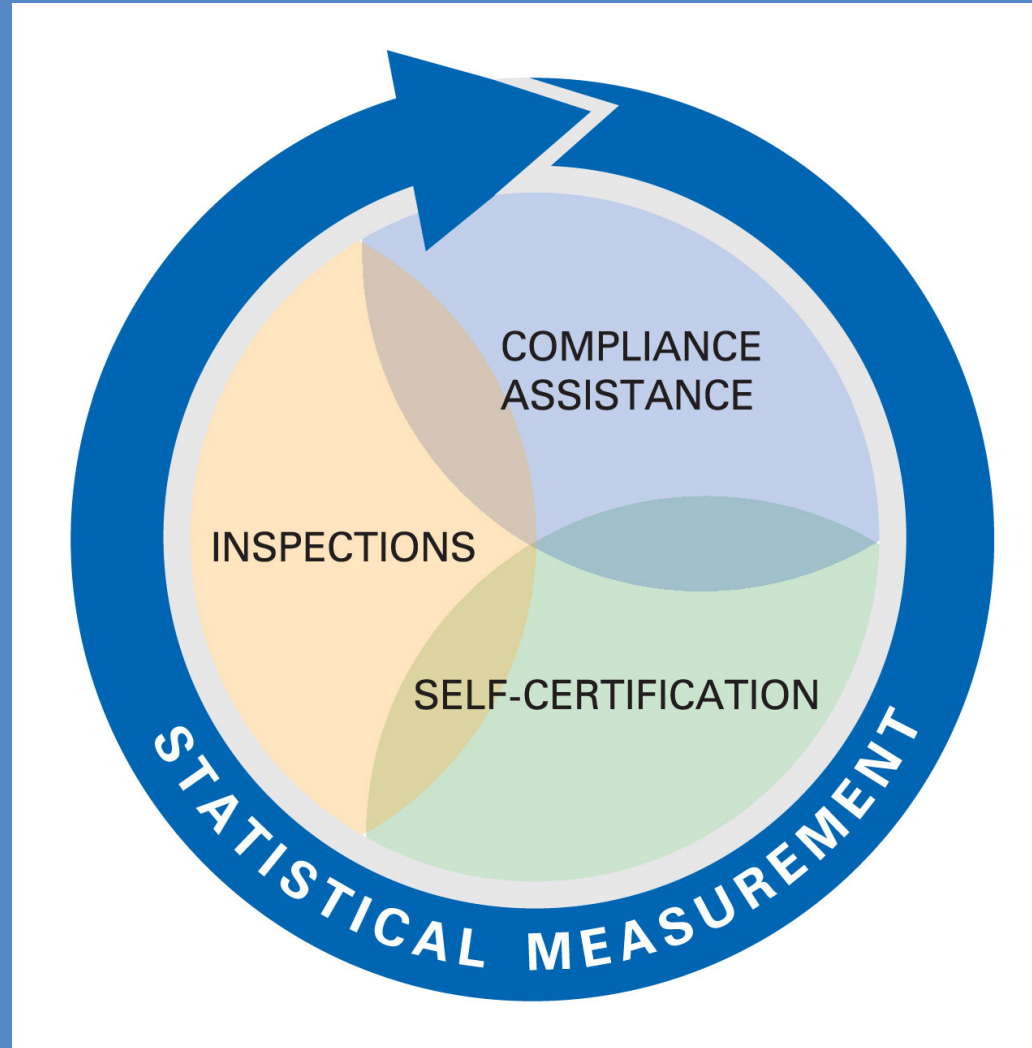 COMPLIANCE
ASSISTANCE
INSPECTIONS
SELF-CERTIFICATION
STATISTICAL MEASUREMENT